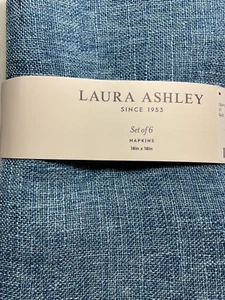 LAURA ASHLEY
SINCE 1953
Set of 6
NAPKINS
18in x 18in